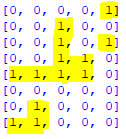 [0, 0, 0, 0, 1]
[0, 0, 1, 0, 0]
[0, 0, 1, 0, 1]
[0, 0, 1, 1, 0]
[1, 1, 1, 1, 0]
[0, 0, 0, 0, 0]
[0, 1, 0, 0, 0]
[1, 1, 0, 0, 0]